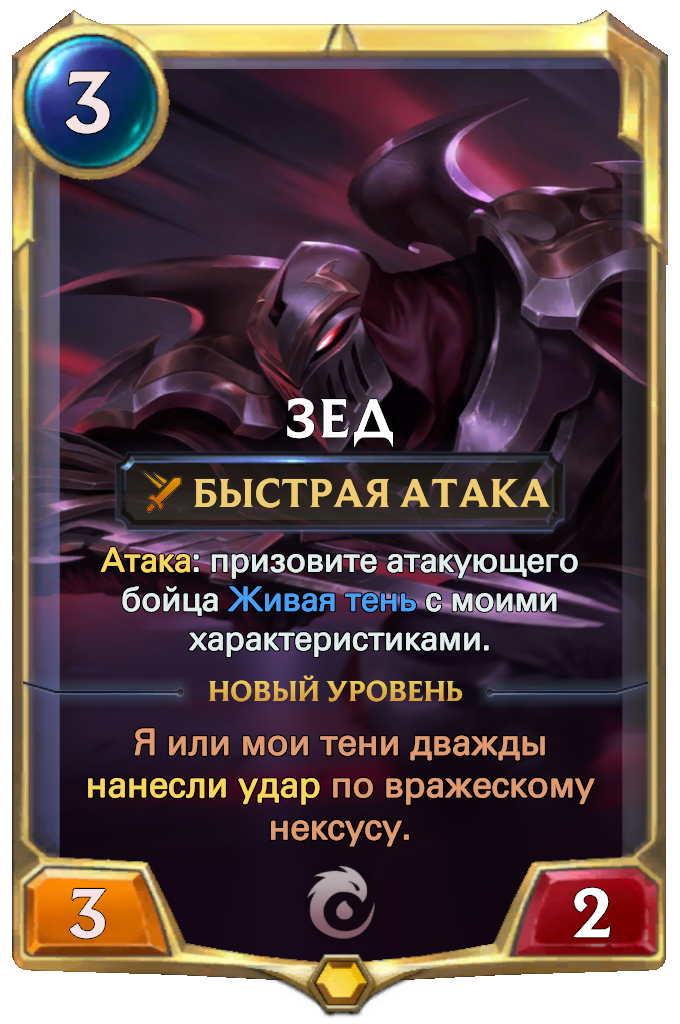 3
ЗЕД
БЫСТРАЯ АТАКА
Атака: призовите атакующего
бойца Живая тень с моими
характеристиками.
НОВЫЙ УРОВЕНЬ
Я или мои тени дважды
нанесли удар по вражескому
нексусу.
3
2